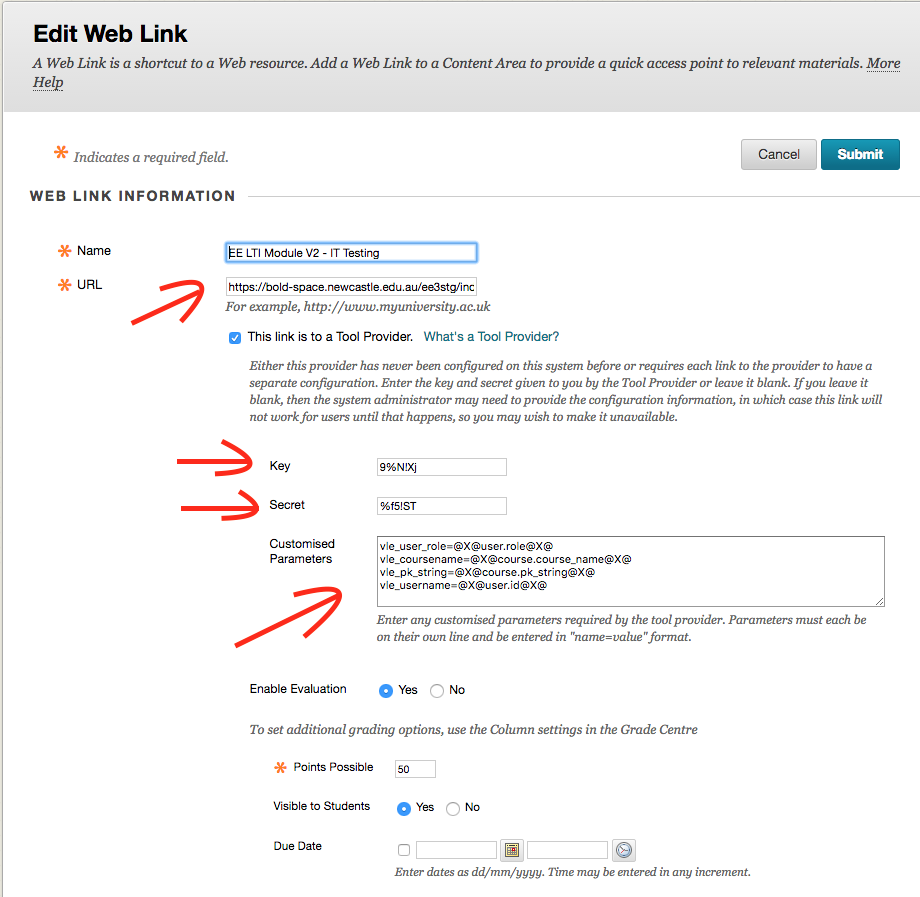 Edit Web Link
A Web Link is a shortcut to a Web resource. Add a Web Link to a Content Area to provide a quick access point to relevant materials. More
Help
* Indicates a required field.
Cancel
Submit
WEB LINK INFORMATION
* Name
EE LTI Module V2 - IT Testing
* URL
https://bold-space.newcastle.edu.au/ee3stg/inc
For example, http://www.myuniversity.ac.uk
This link is to a Tool Provider. What's a Tool Provider?
Either this provider has never been configured on this system before or requires each link to the provider to have a
separate configuration. Enter the key and secret given to you by the Tool Provider or leave it blank. If you leave it
blank, then the system administrator may need to provide the configuration information, in which case this link will
not work for users until that happens, so you may wish to make it unavailable.
Key
9%N!Xj
Secret
%f5!ST
Customised
Parameters
vle_user_role=@X@user.role@X@
vle_coursename=@X@course.course_name@X@
vle_pk_string=@X@course.pk_string@X@
vle_username=@X@user.id@X@
Enter any customised parameters required by the tool provider. Parameters must each be
on their own line and be entered in "name=value" format.
Enable Evaluation
Yes No
To set additional grading options, use the Column settings in the Grade Centre
* Points Possible
50
Visible to Students
Yes No
Due Date
Enter dates as dd/mm/yyyy. Time may be entered in any increment.